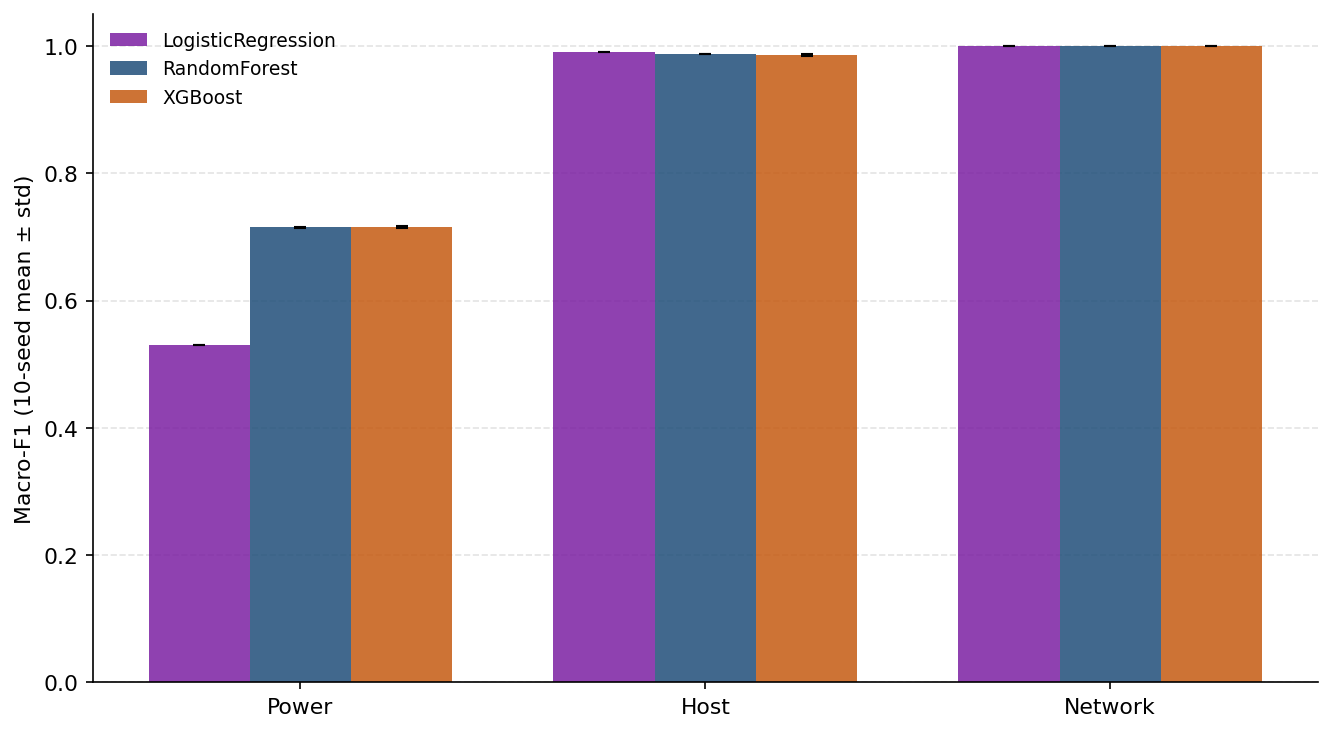 LogisticRegression
RandomForest
XGBoost
Macro-F1 (10-seed mean ± std)
1.0
0.8
0.6
0.4
0.2
0.0
Power
Host
Network